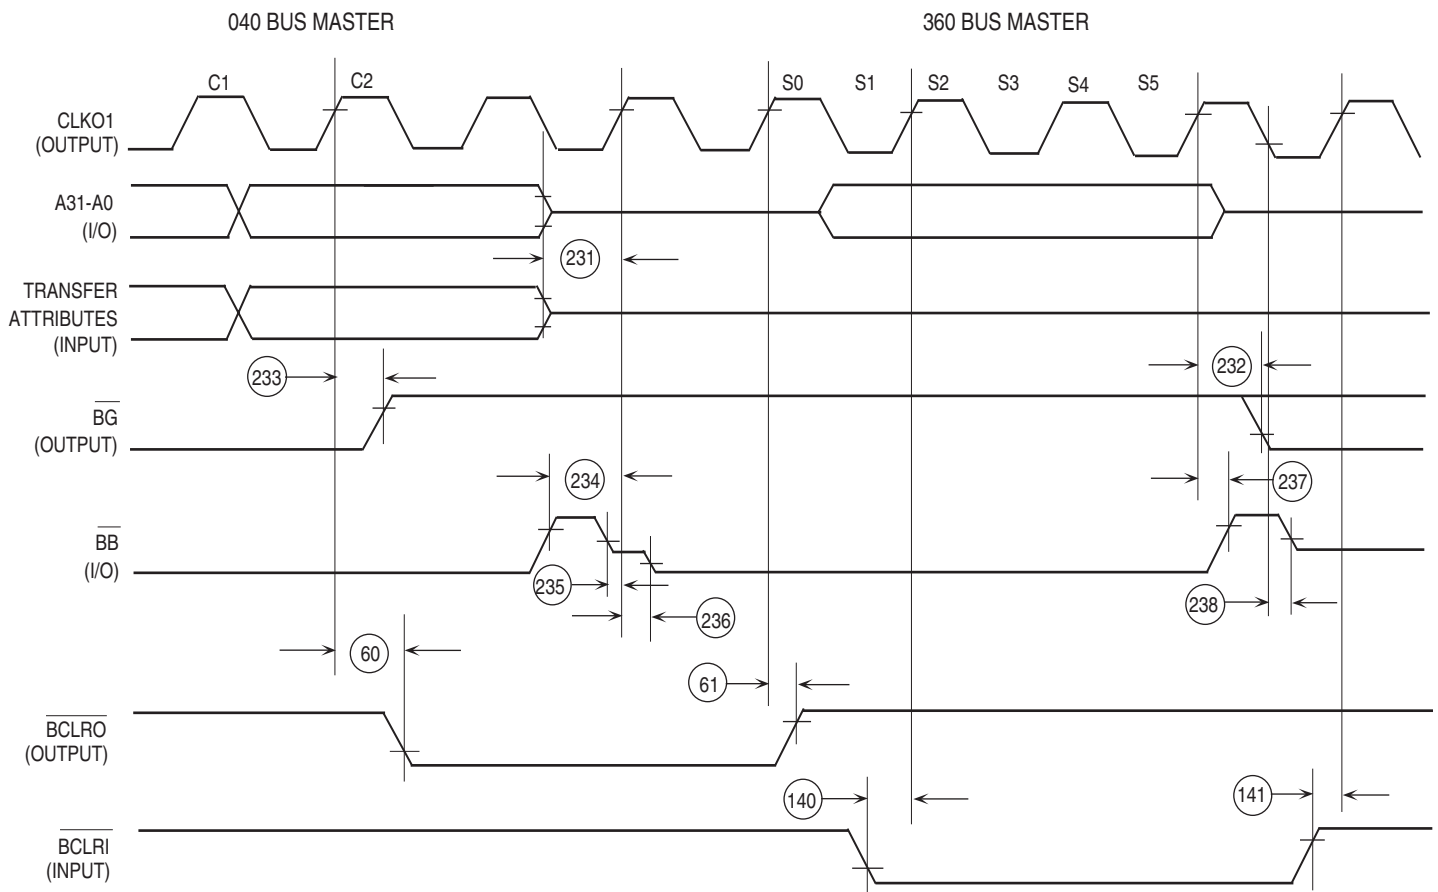 040 BUS MASTER
360 BUS MASTER
C1
C2
S0
S1
S2
S3
S4
S5
CLKO1
(OUTPUT)
A31-A0
(I/O)
231
TRANSFER
ATTRIBUTES
(INPUT)
233
232
BG
(OUTPUT)
234
237
BB
(I/O)
235
236
238
60
61
BCLRO
(OUTPUT)
140
141
BCLRI
(INPUT)